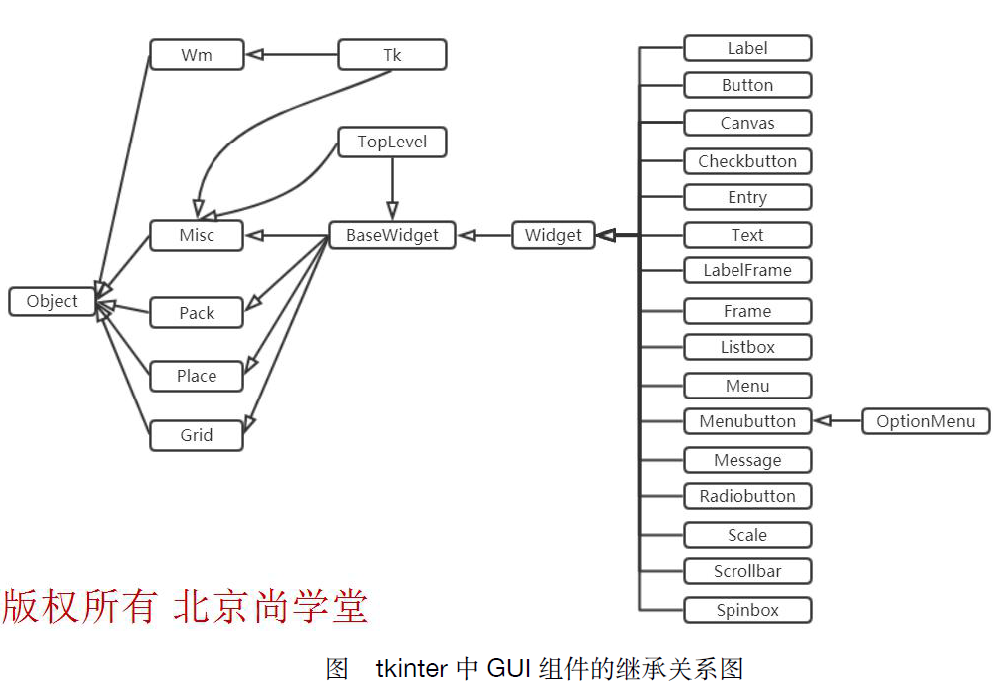 Wm
Tk
TopLevel
Misc
BaseWidget
Widget
Object
Pack
Place
Grid
Label
Button
Canvas
Checkbutton
Entry
Text
LabelFrame
Frame
Listbox
Menu
Menubutton
OptionMenu
Message
Radiobutton
Scale
Scrollbar
Spinbox
版权所有 北京尚学堂
图 tkinter 中 GUI 组件的继承关系图